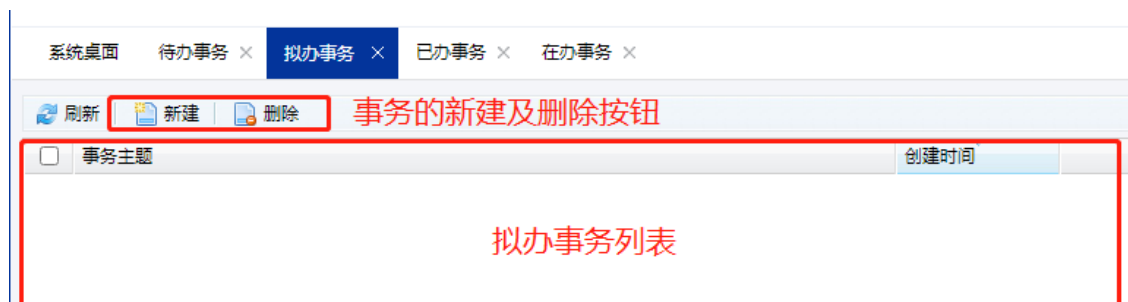 系统桌面 待办事务 拟办事务 已办事务 在办事务
刷新 新建 删除 事务的新建及删除按钮
事务主题 创建时间
拟办事务列表